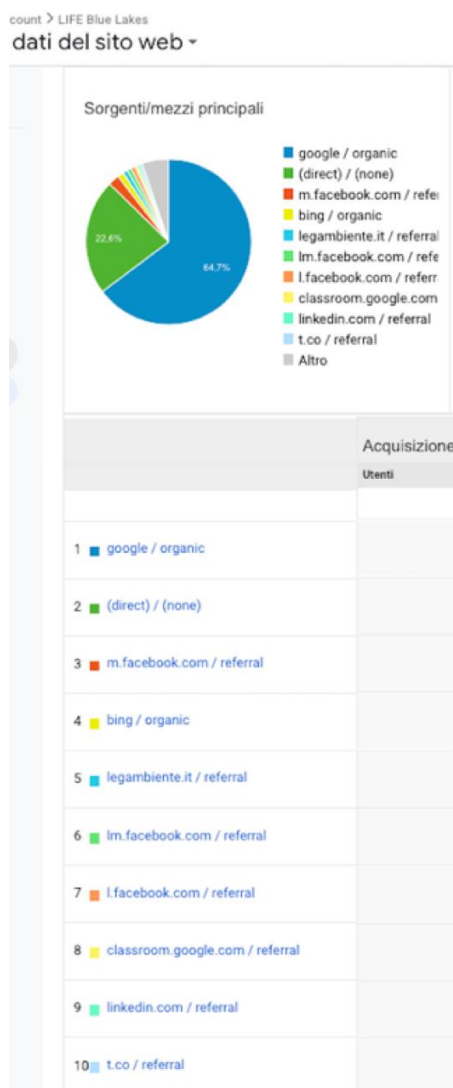 count > LIFE Blue Lakes
dati del sito web
Sorgenti/mezzi principali
google / organic
(direct) / (none)
m.facebook.com / refe
bing / organic
legambiente.it / referral
lm.facebook.com / refe
l.facebook.com / referr
classroom.google.com
linkedin.com / referral
t.co / referral
Altro
22,6%
64,7%
Acquisizione
Utenti
1 google / organic
2 (direct) / (none)
3 m.facebook.com / referral
4 bing / organic
5 legambiente.it / referral
6 lm.facebook.com / referral
7 l.facebook.com / referral
8 classroom.google.com / referral
9 linkedin.com / referral
10 t.co / referral